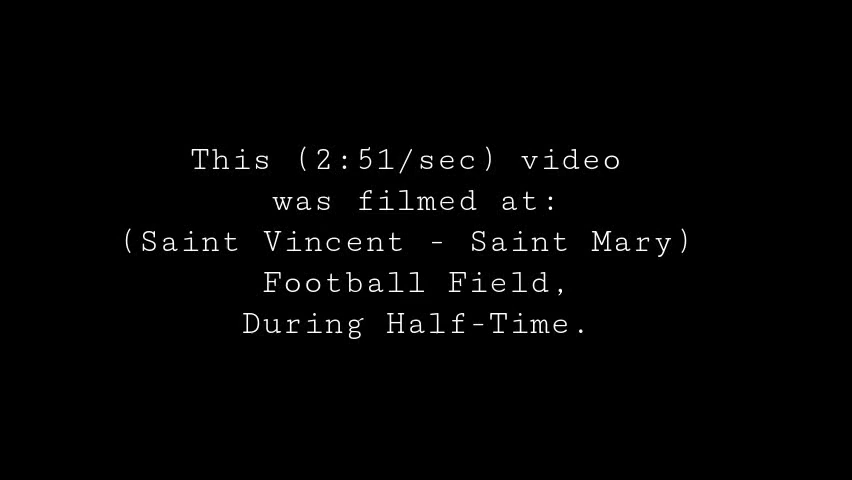 This (2:51/sec) video
was filmed at:
(Saint Vincent - Saint Mary)
Football Field,
During Half-Time.